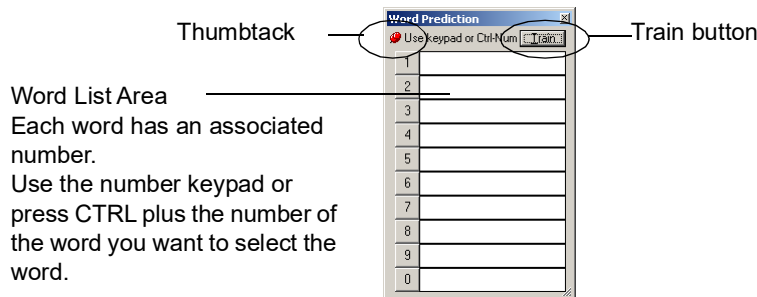 Thumbtack
Word Prediction
Use keypad or Ctrl-Num Train
Train button
1
2
3
4
5
6
7
8
9
0
Word List Area
Each word has an associated
number.
Use the number keypad or
press CTRL plus the number of
the word you want to select the
word.